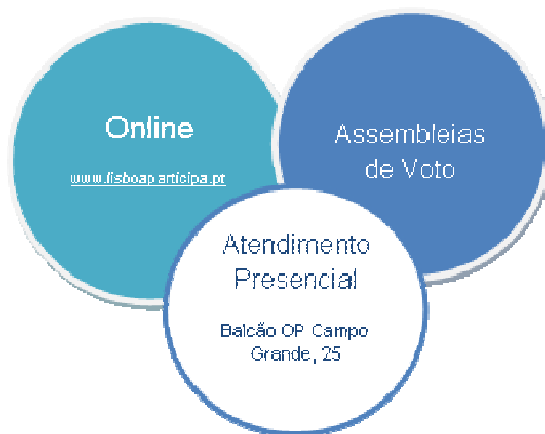 Online
www.lisboaparticipa.pt
Assembleias
de Voto
Atendimento
Presencial
Balcão OP Campo
Grande, 25